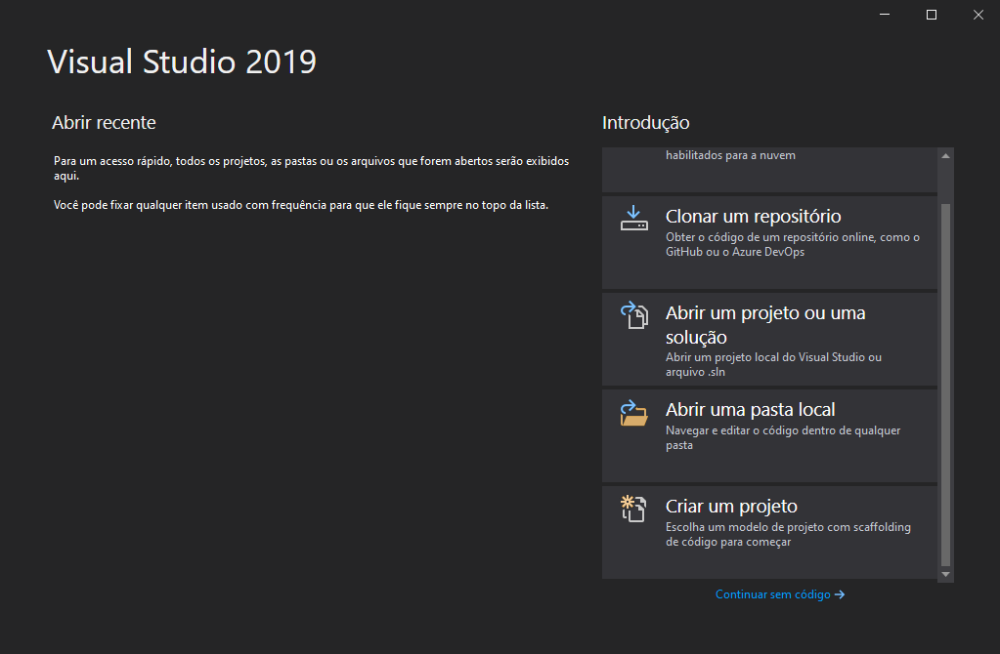 Visual Studio 2019
Abrir recente
Para um acesso rápido, todos os projetos, as pastas ou os arquivos que forem abertos serão exibidos
aqui.
Você pode fixar qualquer item usado com frequência para que ele fique sempre no topo da lista.
Introdução
habilitados para a nuvem
Clonar um repositório
Obter o código de um repositório online, como o
GitHub ou o Azure DevOps
Abrir um projeto ou uma
solução
Abrir um projeto local do Visual Studio ou
arquivo .sln
Abrir uma pasta local
Navegar e editar o código dentro de qualquer
pasta
Criar um projeto
Escolha um modelo de projeto com scaffolding
de código para começar
Continuar sem código →